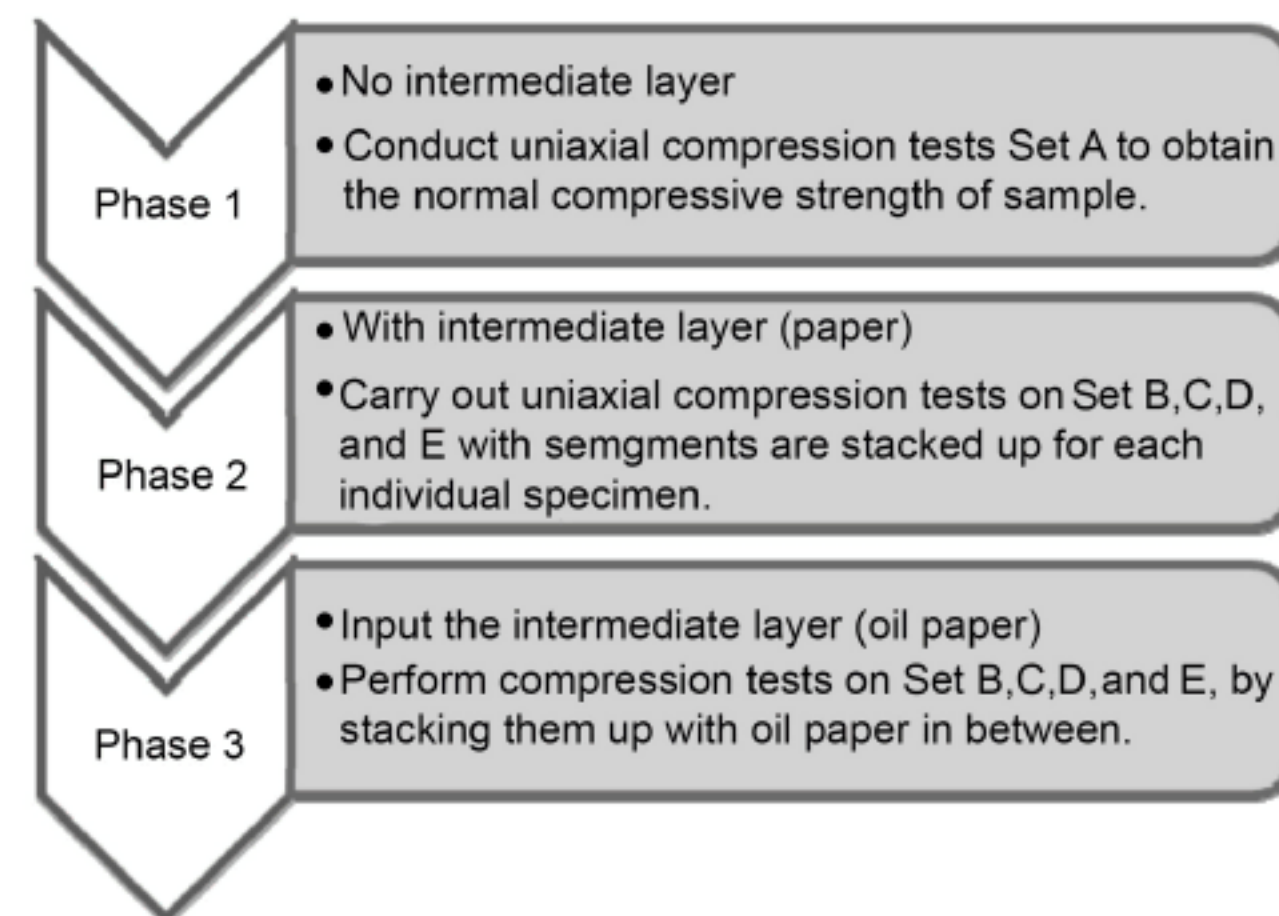 Phase 1
• No intermediate layer
• Conduct uniaxial compression tests Set A to obtain
the normal compressive strength of sample.
Phase 2
• With intermediate layer (paper)
• Carry out uniaxial compression tests on Set B,C,D,
and E with semgments are stacked up for each
individual specimen.
Phase 3
• Input the intermediate layer (oil paper)
• Perform compression tests on Set B,C,D,and E, by
stacking them up with oil paper in between.